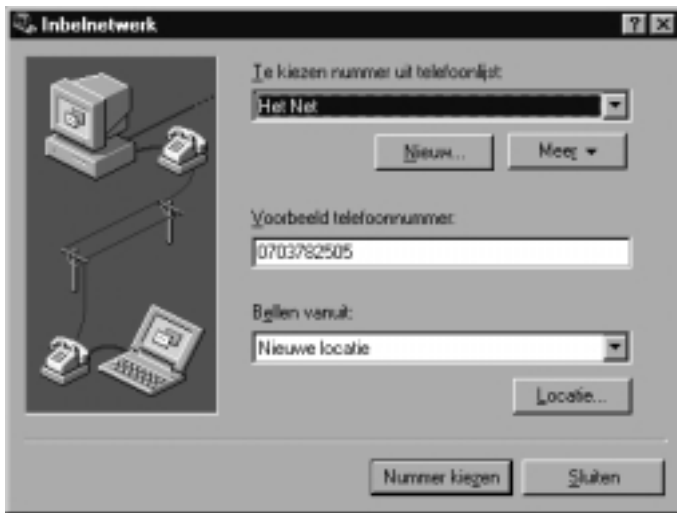 Inbelnetwerk
Te kiezen nummer uit telefoonlijst:
Het Net
Nieuw... Meer
Voorbeeld telefoonnummer:
0703782505
Bellen vanuit:
Nieuwe locatie
Locatie...
Nummer kiezen Sluiten